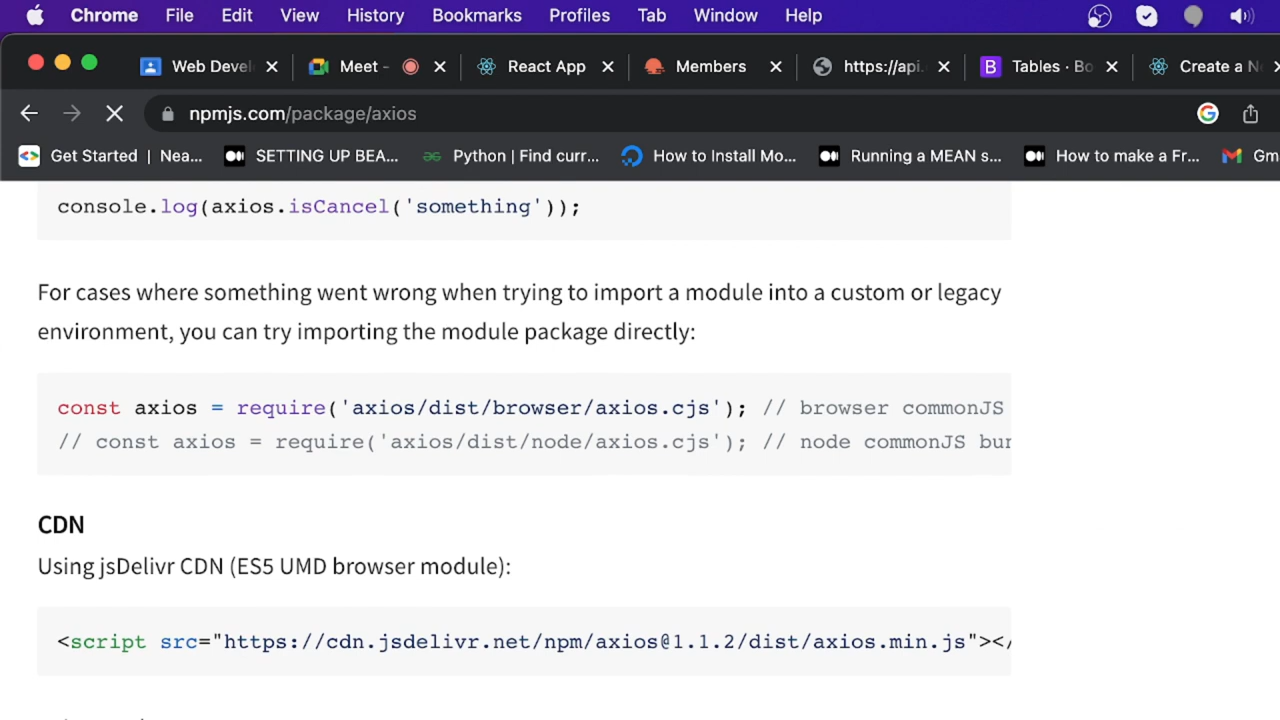 Chrome File Edit View History Bookmarks Profiles Tab Window Help
Web Devel Meet - React App Members https://api. Tables · Bo Create a N
npmjs.com/package/axios
Get Started | Nea... SETTING UP BEA... Python | Find curr... How to Install Mo... Running a MEAN s... How to make a Fr... Gm
console.log(axios.isCancel('something'));
For cases where something went wrong when trying to import a module into a custom or legacy
environment, you can try importing the module package directly:
const axios = require('axios/dist/browser/axios.cjs'); // browser commonJS
// const axios = require('axios/dist/node/axios.cjs'); // node commonJS bun
CDN
Using jsDelivr CDN (ES5 UMD browser module):
<script src="https://cdn.jsdelivr.net/npm/axios@1.1.2/dist/axios.min.js"></